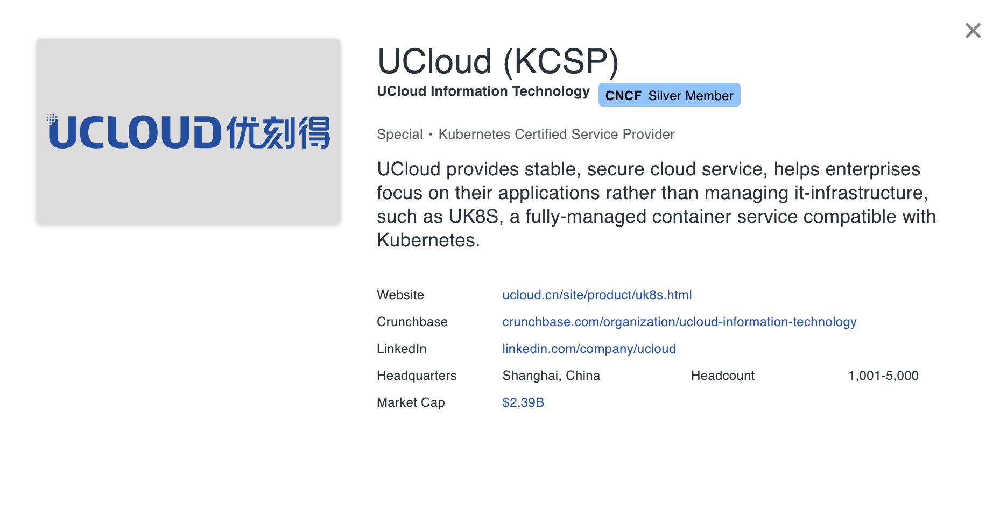 UCLOUD优刻得
UCloud (KCSP)
UCloud Information Technology CNCF Silver Member
Special • Kubernetes Certified Service Provider
UCloud provides stable, secure cloud service, helps enterprises
focus on their applications rather than managing it-infrastructure,
such as UK8S, a fully-managed container service compatible with
Kubernetes.
Website ucloud.cn/site/product/uk8s.html
Crunchbase crunchbase.com/organization/ucloud-information-technology
LinkedIn linkedin.com/company/ucloud
Headquarters Shanghai, China Headcount 1,001-5,000
Market Cap $2.39B